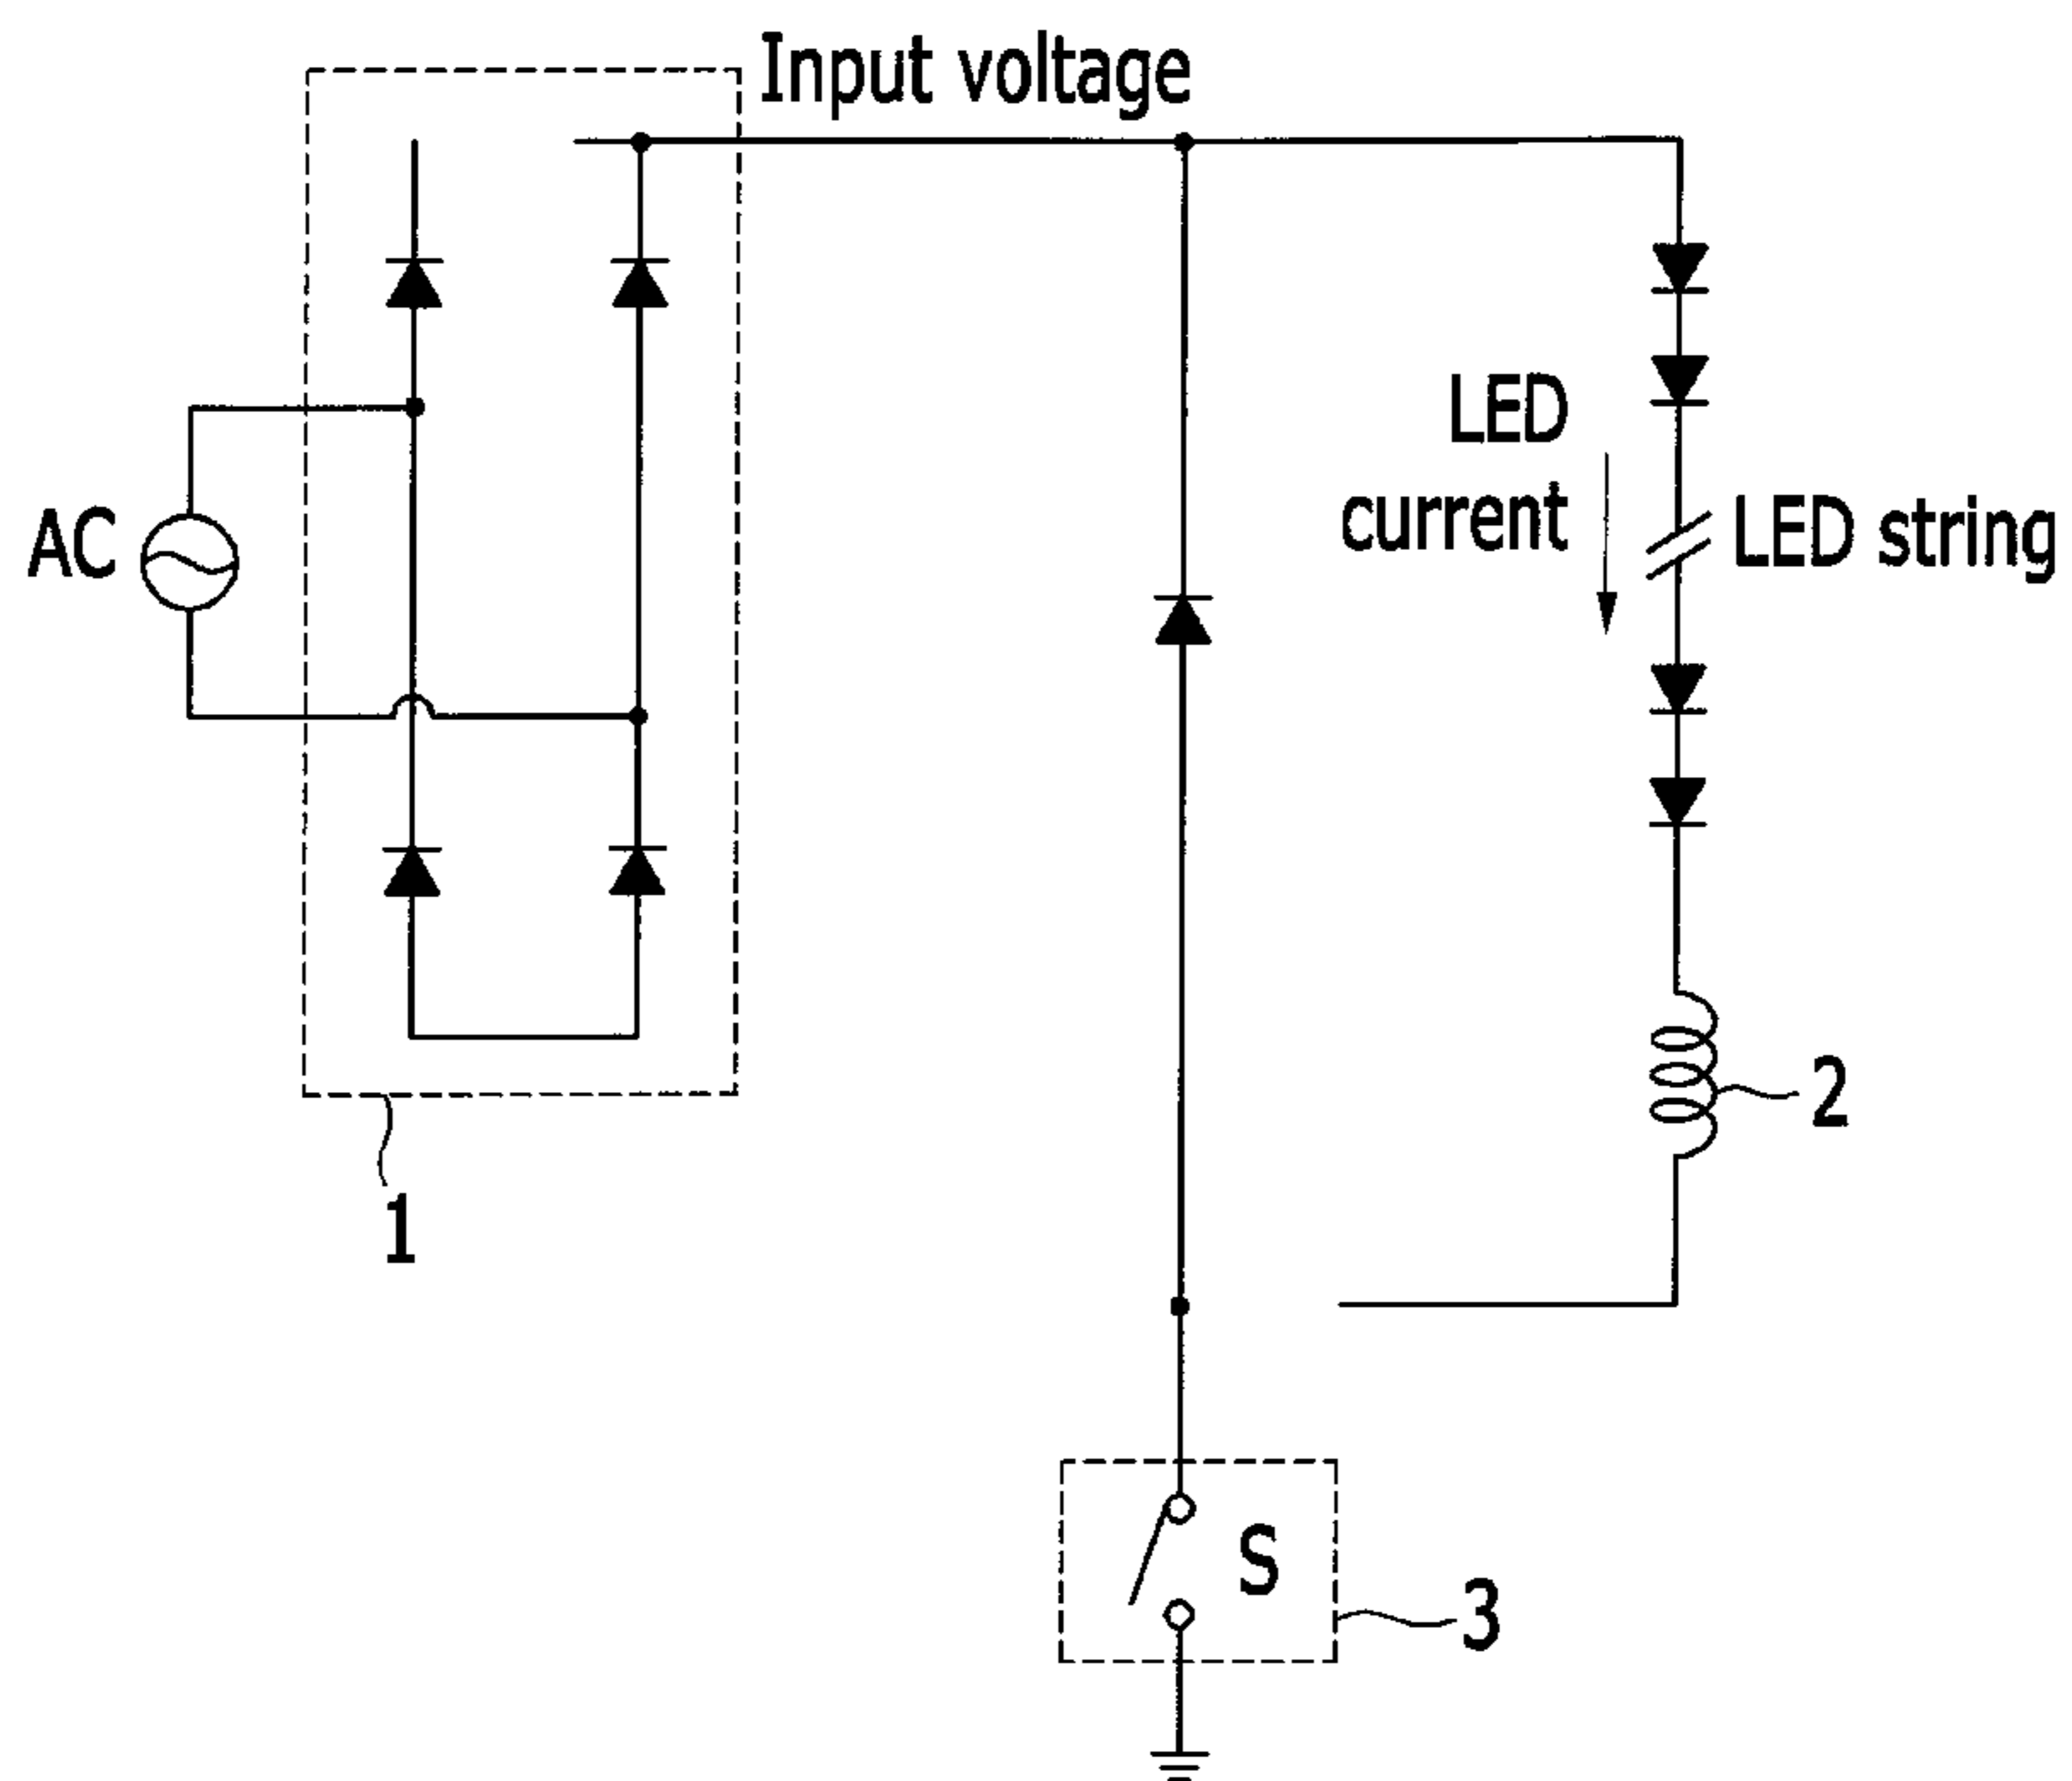 Input voltage
LED
current
AC
LED string
2
1
S
3